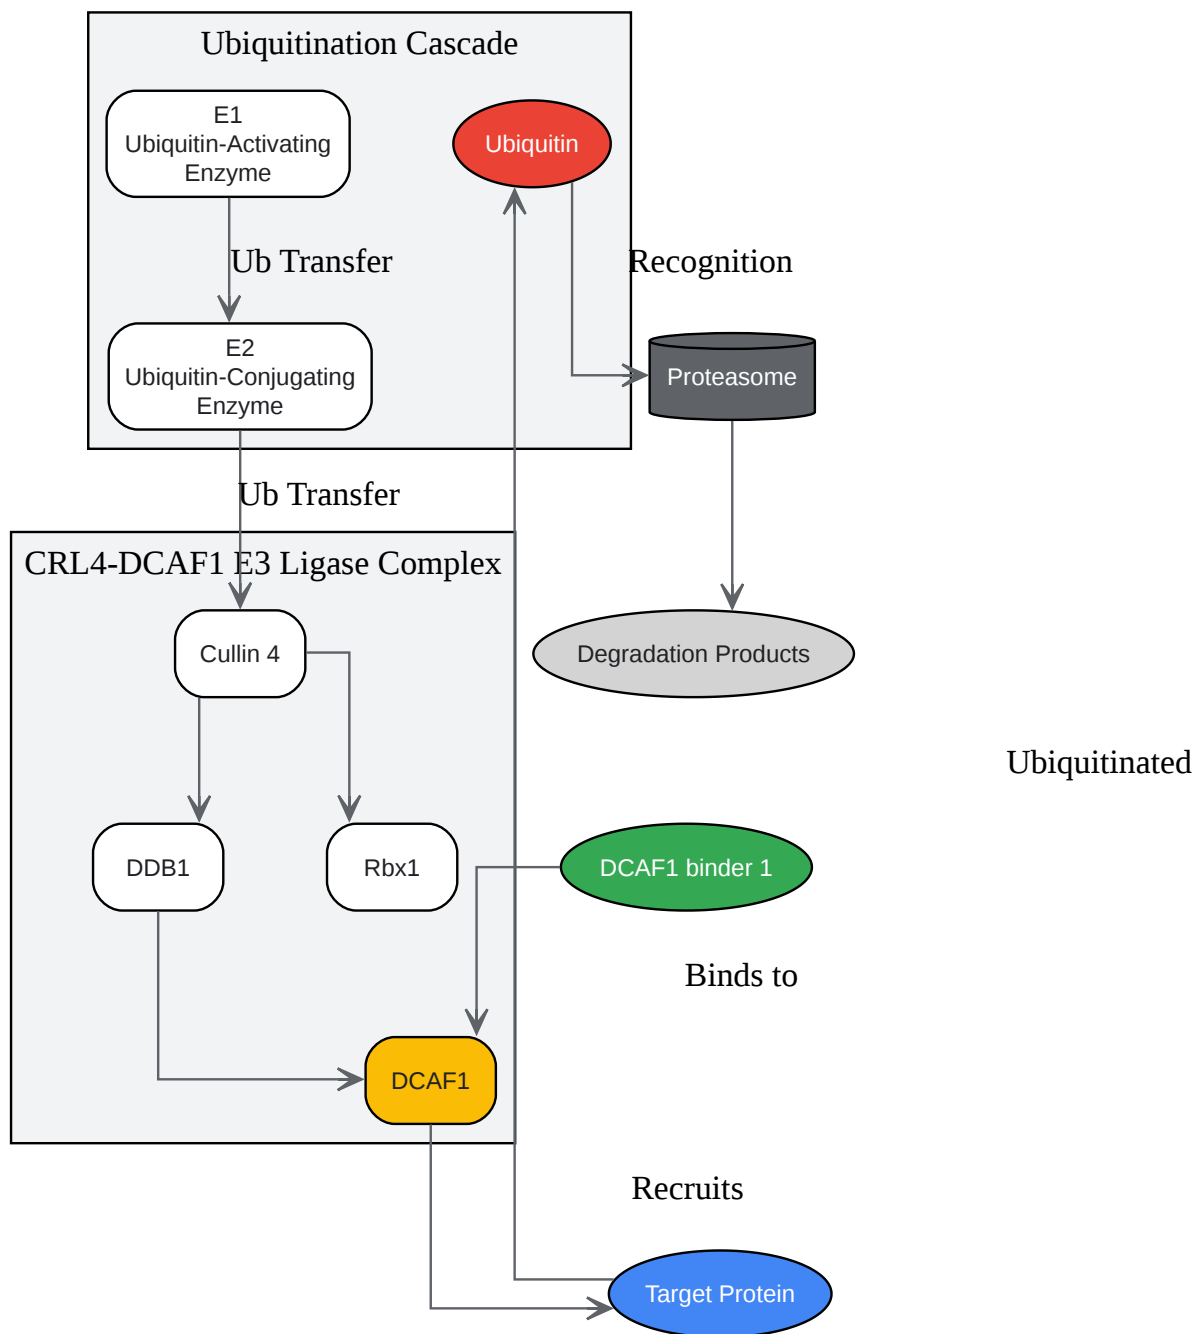 Ubiquitination Cascade
E1
Ubiquitin-Activating
Enzyme
Ubiquitin
Ub Transfer
Recognition
E2
Ubiquitin-Conjugating
Enzyme
Proteasome
Ub Transfer
CRL4-DCAF1 E3 Ligase Complex
Cullin 4
Degradation Products
Ubiquitinated
DDB1
Rbx1
DCAF1 binder 1
Binds to
DCAF1
Recruits
Target Protein